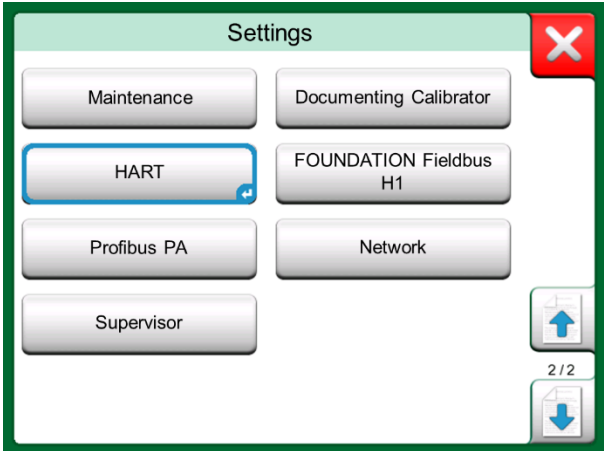 Settings
Maintenance
Documenting Calibrator
HART
FOUNDATION Fieldbus
H1
Profibus PA
Network
Supervisor
2/2